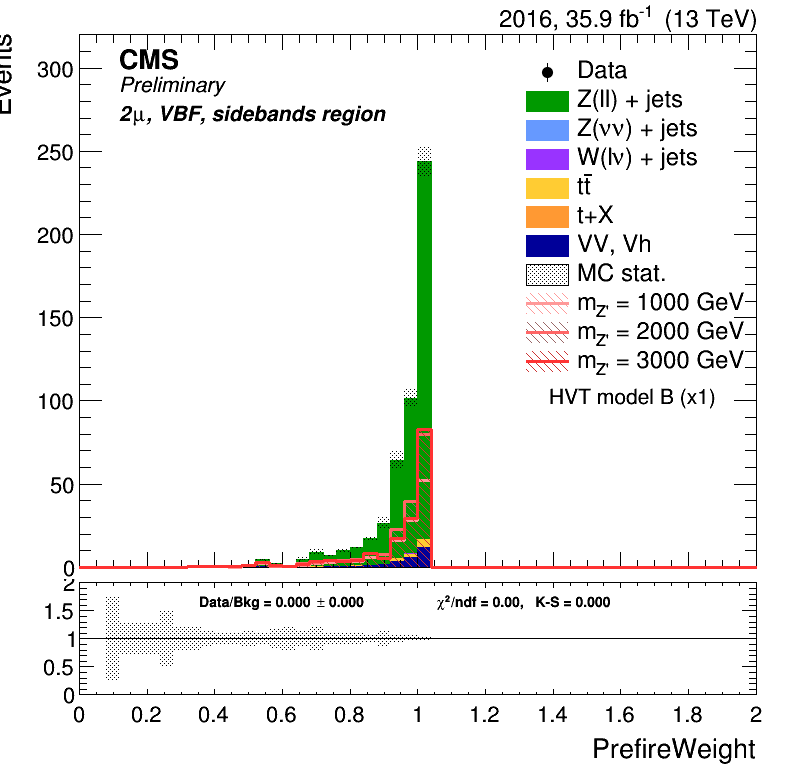 2016, 35.9 fb⁻¹ (13 TeV)
Events
CMS
Preliminary
2μ, VBF, sidebands region
Data
Z(ll) + jets
Z(νν) + jets
W(lν) + jets
tt̄
t+X
VV, Vh
MC stat.
m_Z' = 1000 GeV
m_Z' = 2000 GeV
m_Z' = 3000 GeV
HVT model B (x1)
300
250
200
150
100
50
0
Data/Bkg = 0.000 ± 0.000 χ²/ndf = 0.00, K-S = 0.000
2
1.5
1
0.5
0
0 0.2 0.4 0.6 0.8 1 1.2 1.4 1.6 1.8 2
PrefireWeight